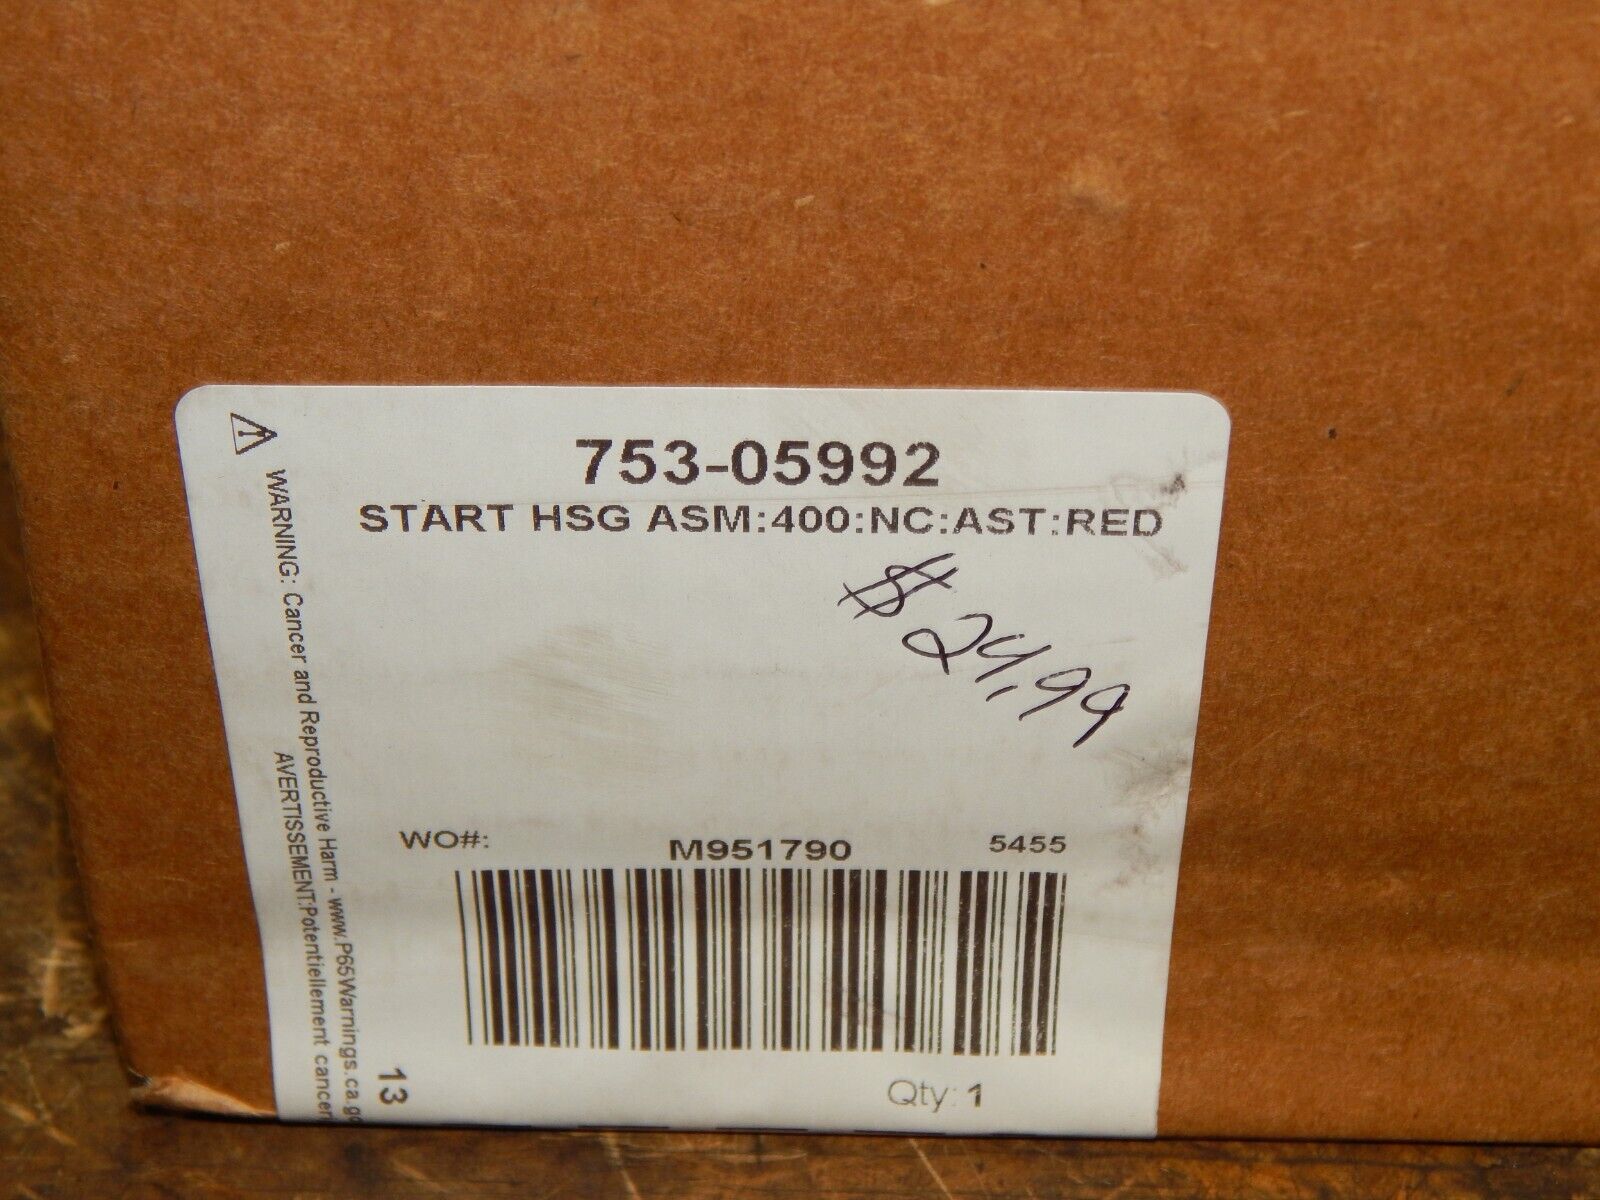 753-05992
START HSG ASM:400:NC:AST:RED
$24.99
WO#: M951790 5455
Qty: 1
13
WARNING: Cancer and Reproductive Harm - www.P65Warnings.ca.go
AVERTISSEMENT:Potentiellement cancer